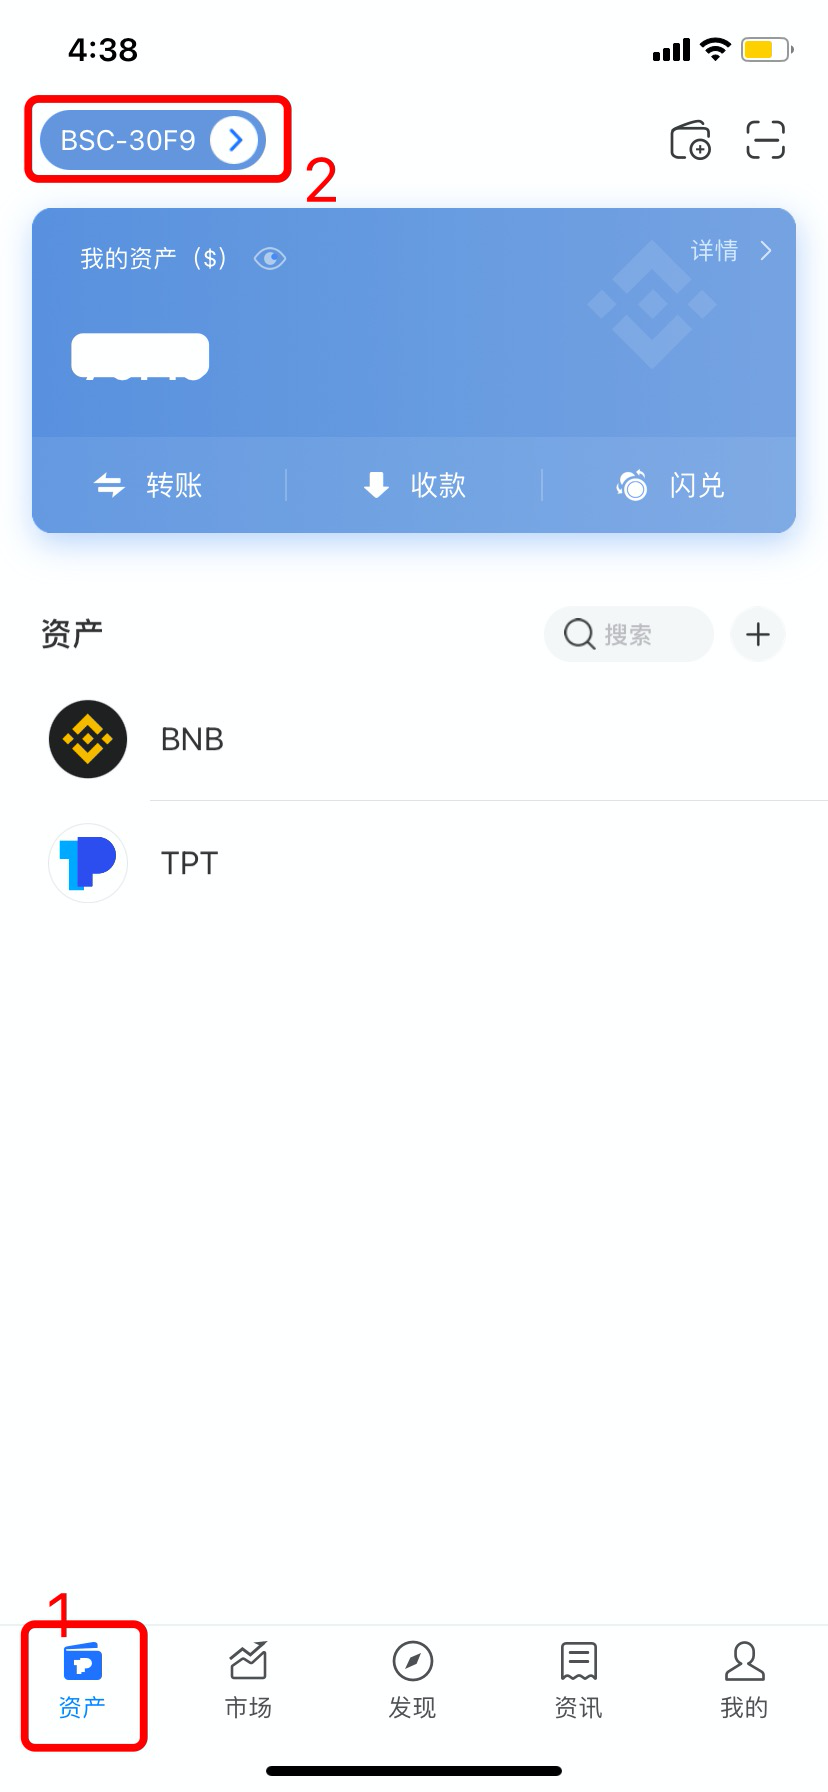 4:38
BSC-30F9
2
我的资产（$）
详情
转账
收款
闪兑
资产
搜索
BNB
TPT
1
资产
市场
发现
资讯
我的